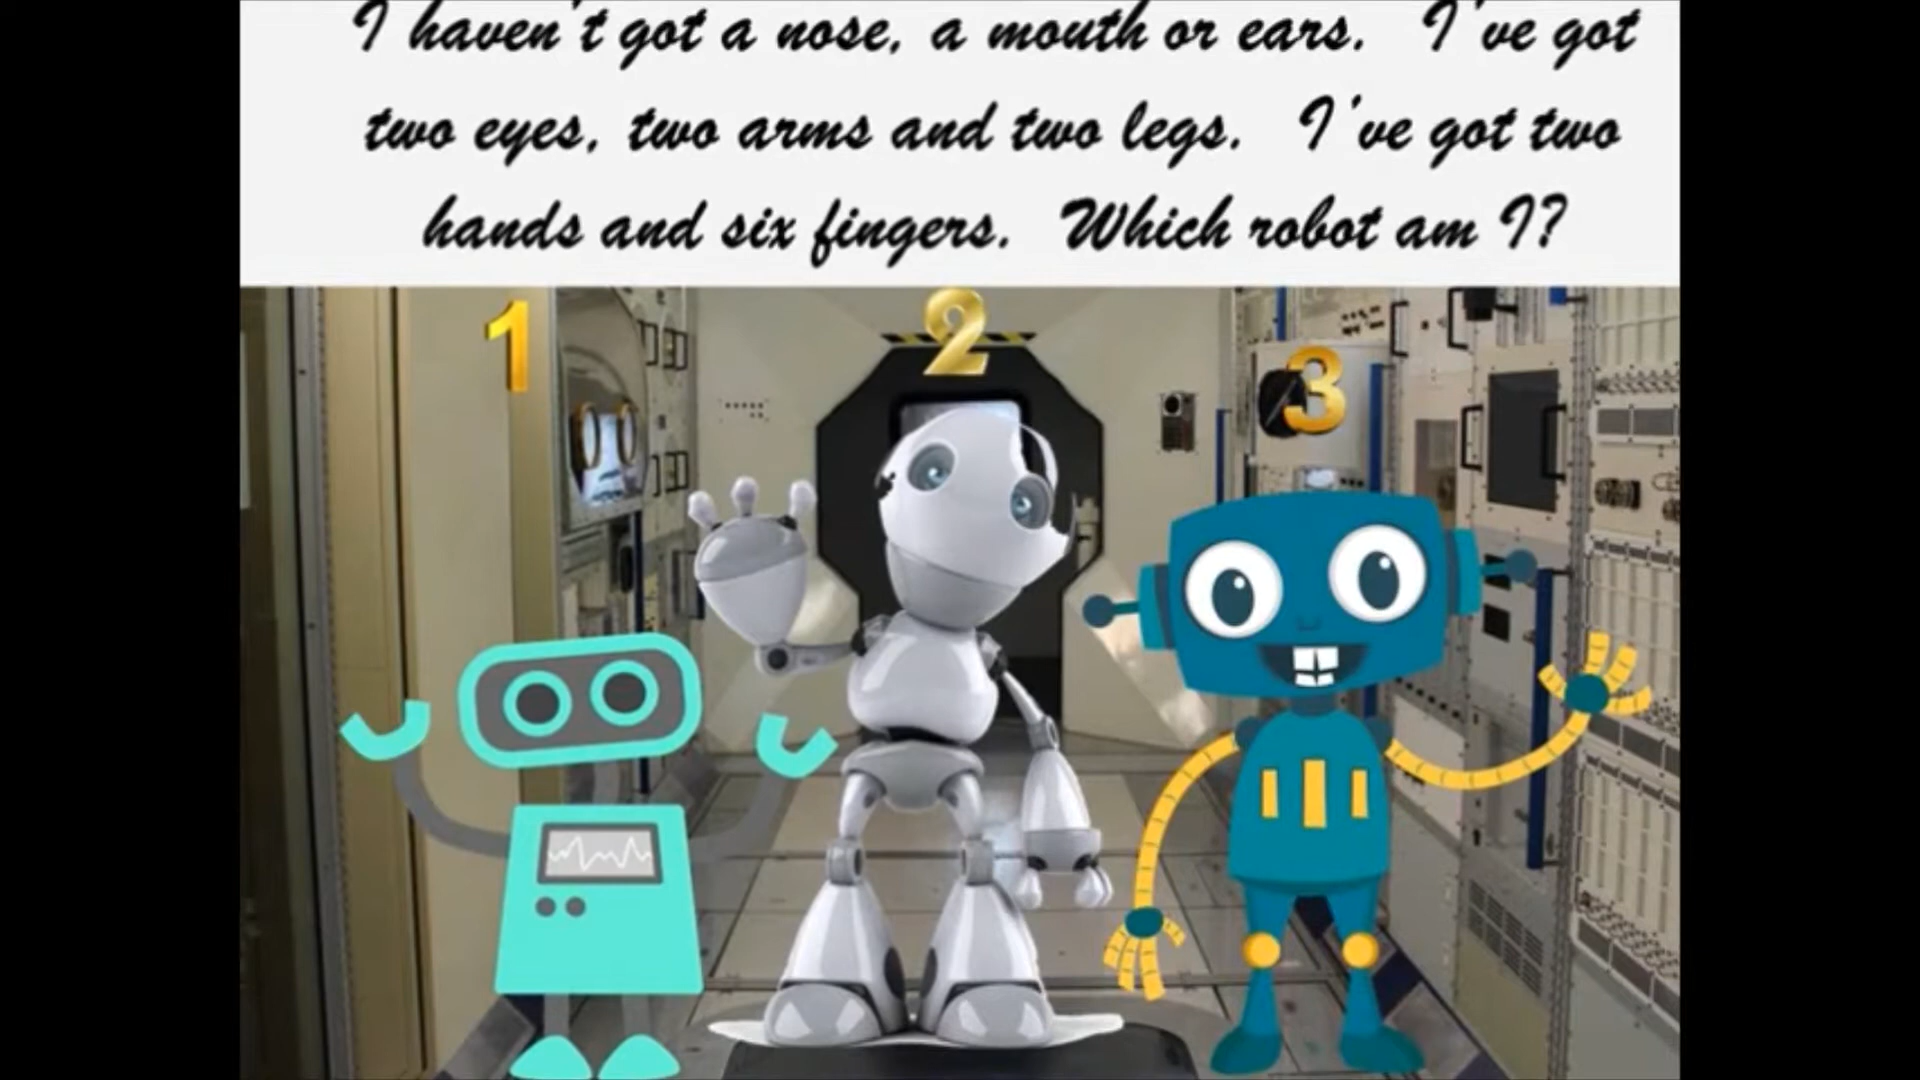 I haven't got a nose, a mouth or ears. I've got
two eyes, two arms and two legs. I've got two
hands and six fingers. Which robot am I?
1
2
3